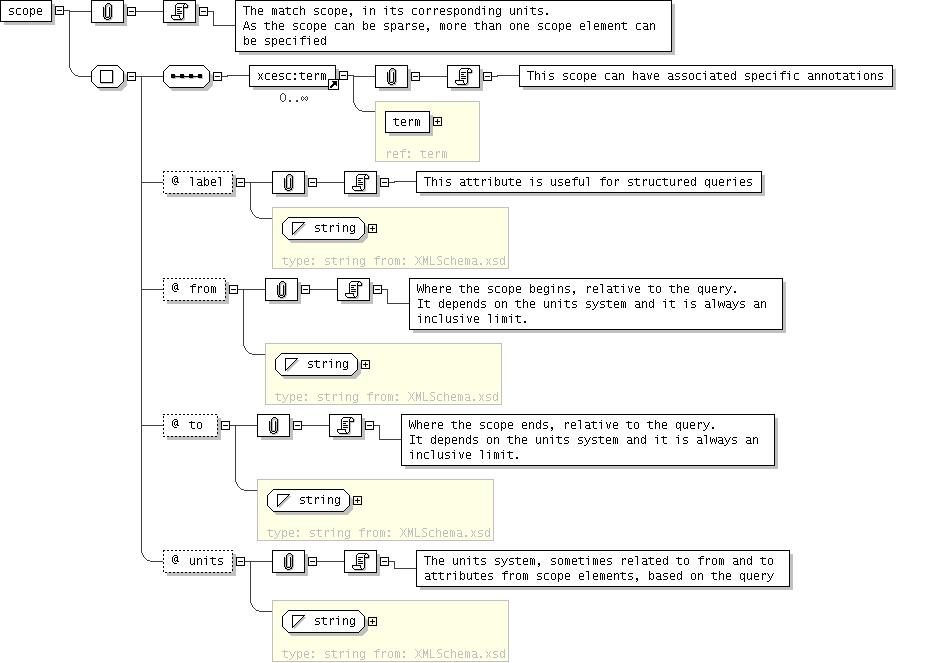 scope
The match scope, in its corresponding units.
As the scope can be sparse, more than one scope element can
be specified
xcesc:term
0..∞
This scope can have associated specific annotations
term
ref: term
@ label
This attribute is useful for structured queries
string
type: string from: XMLSchema.xsd
@ from
Where the scope begins, relative to the query.
It depends on the units system and it is always an
inclusive limit.
string
type: string from: XMLSchema.xsd
@ to
Where the scope ends, relative to the query.
It depends on the units system and it is always an
inclusive limit.
string
type: string from: XMLSchema.xsd
@ units
The units system, sometimes related to from and to
attributes from scope elements, based on the query
string
type: string from: XMLSchema.xsd